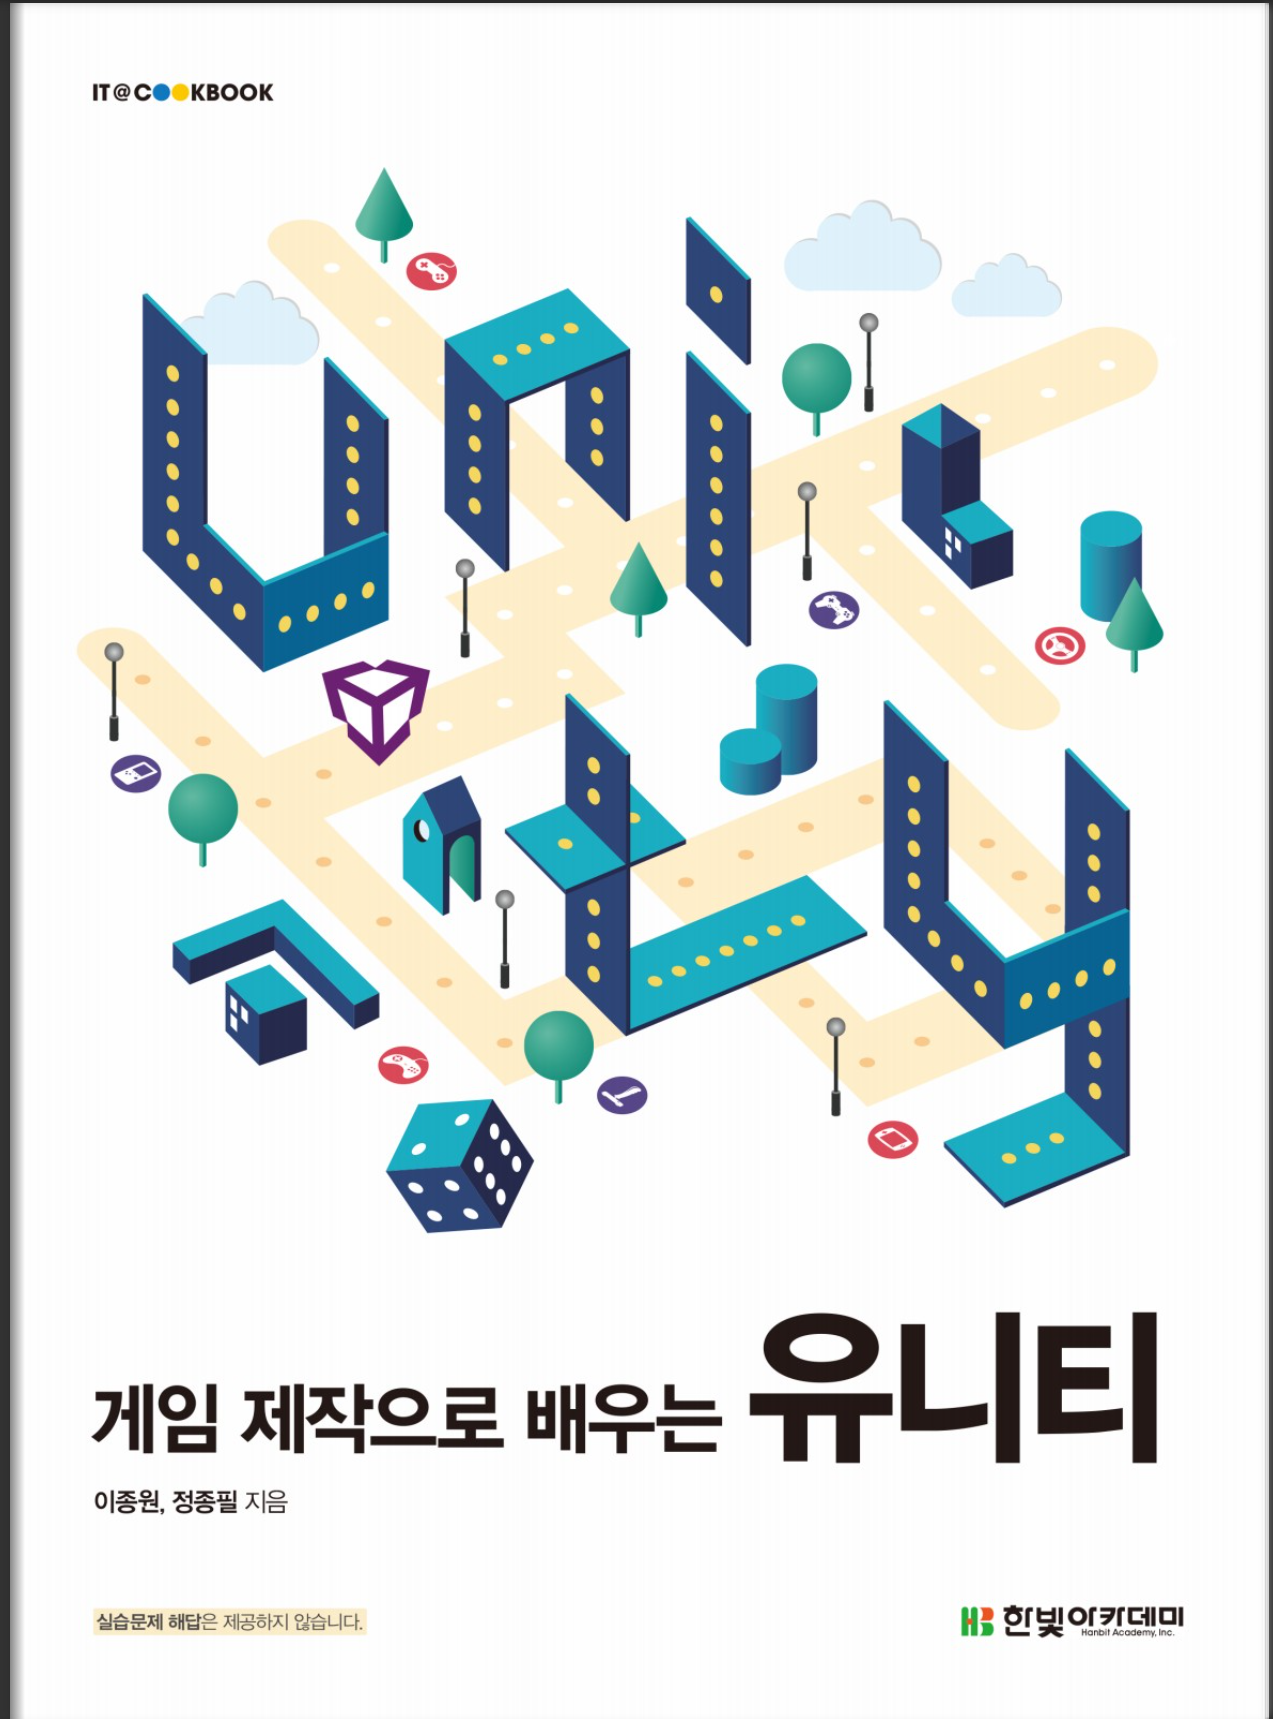 IT@COOKBOOK
unity
게임 제작으로 배우는 유니티
이종원, 정종필 지음
실습문제 해답은 제공하지 않습니다.
HB 한빛아카데미
Hanbit Academy, Inc.